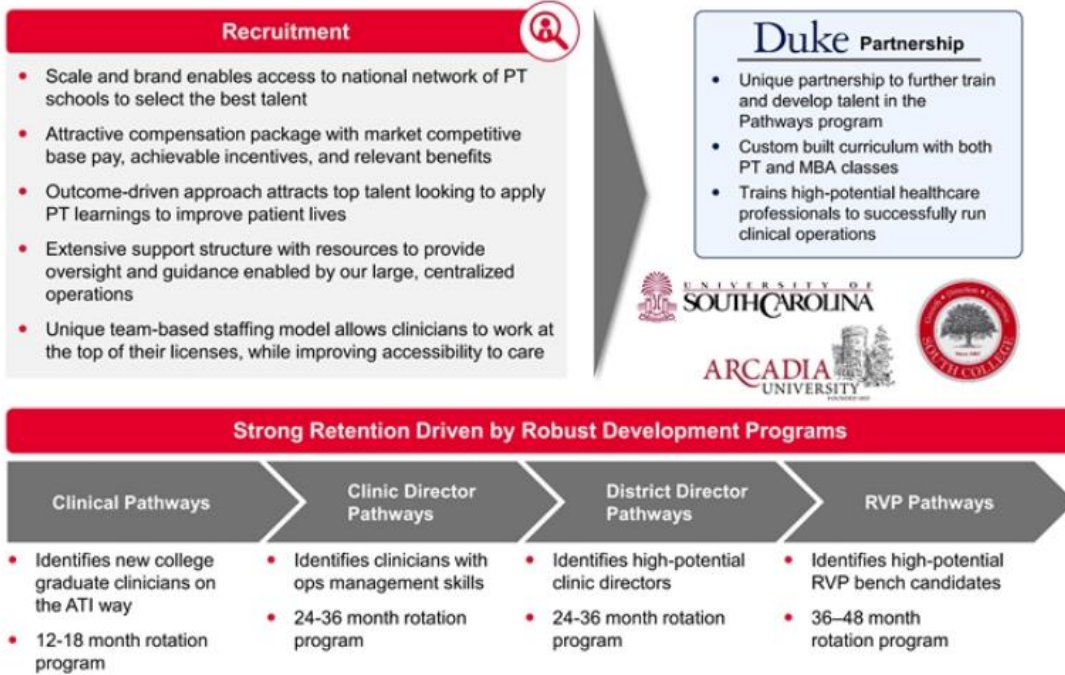 Recruitment
• Scale and brand enables access to national network of PT
schools to select the best talent
• Attractive compensation package with market competitive
base pay, achievable incentives, and relevant benefits
• Outcome-driven approach attracts top talent looking to apply
PT learnings to improve patient lives
• Extensive support structure with resources to provide
oversight and guidance enabled by our large, centralized
operations
• Unique team-based staffing model allows clinicians to work at
the top of their licenses, while improving accessibility to care
Duke Partnership
• Unique partnership to further train
and develop talent in the
Pathways program
• Custom built curriculum with both
PT and MBA classes
• Trains high-potential healthcare
professionals to successfully run
clinical operations
UNIVERSITY OF
SOUTH CAROLINA
SOUTH COLLEGE
ARCADIA
UNIVERSITY
Strong Retention Driven by Robust Development Programs
Clinical Pathways
• Identifies new college
graduate clinicians on
the ATI way
• 12-18 month rotation
program
Clinic Director
Pathways
• Identifies clinicians with
ops management skills
• 24-36 month rotation
program
District Director
Pathways
• Identifies high-potential
clinic directors
• 24-36 month rotation
program
RVP Pathways
• Identifies high-potential
RVP bench candidates
• 36–48 month
rotation program